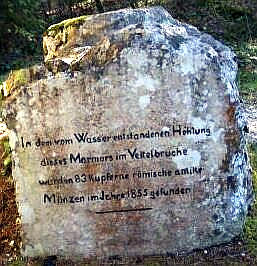 In dem vom Wasser entstandenen Höhlung
dieses Marmors im Veitelbruche
wurden 83 kupferne römische antike
Münzen im Jahre 1855 gefunden